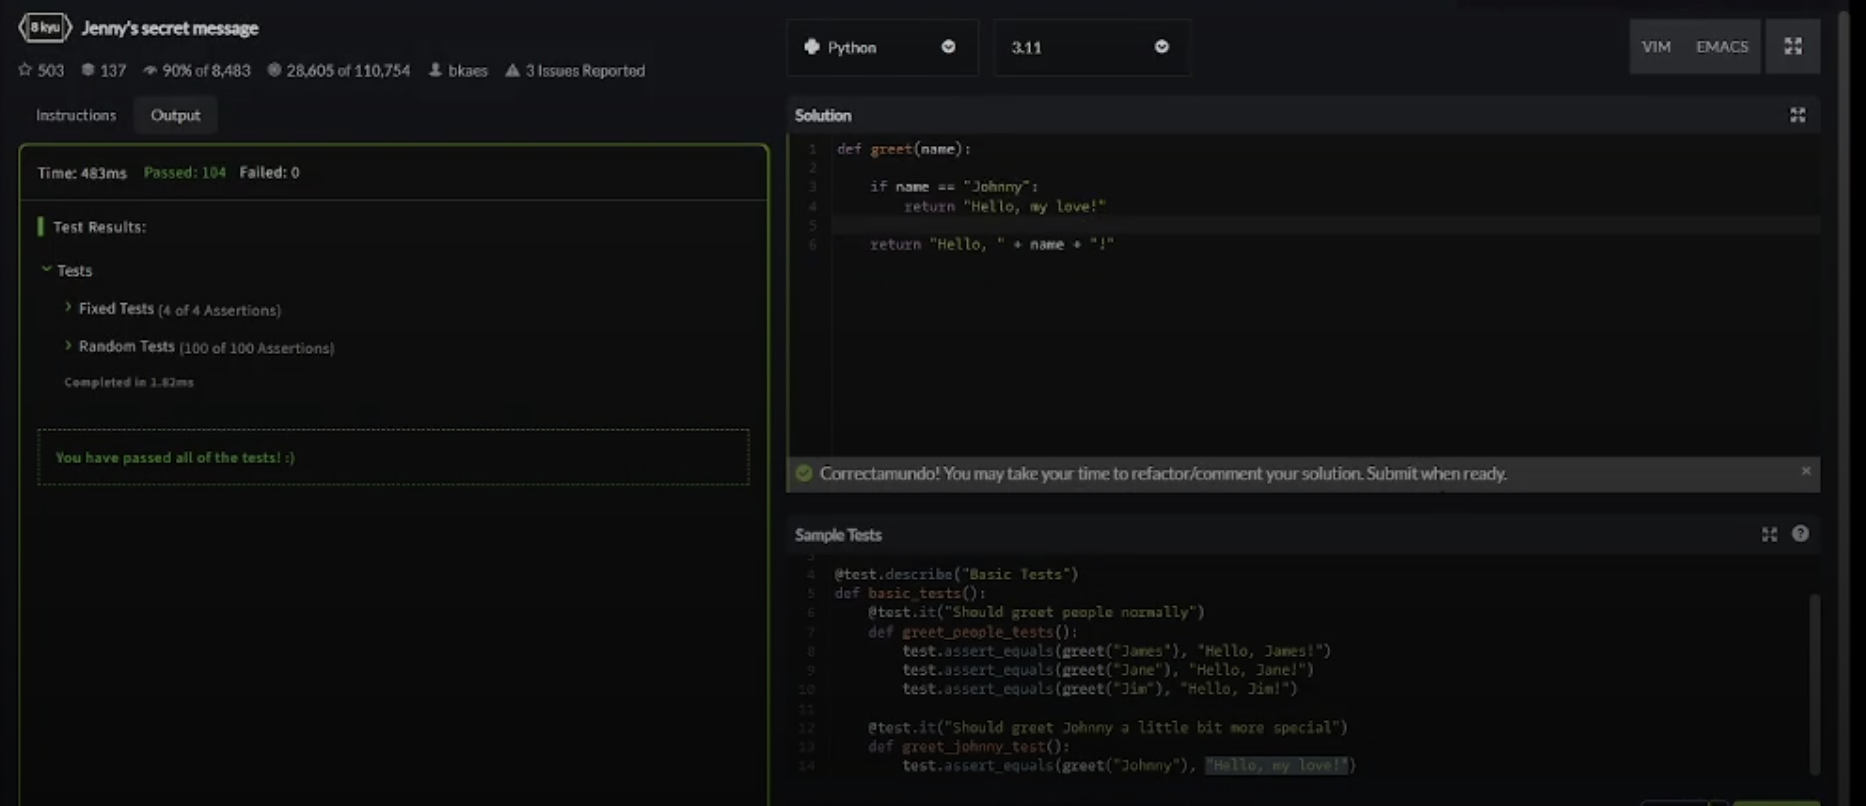 8 kyu Jenny's secret message
503 137 90% of 8,483 28,605 of 110,754 bkaes 3 Issues Reported
Instructions Output
Time: 483ms Passed: 104 Failed: 0
Test Results:
Tests
Fixed Tests (4 of 4 Assertions)
Random Tests (100 of 100 Assertions)
Completed in 1.82ms
You have passed all of the tests! :)
Python 3.11 VIM EMACS
Solution
1 def greet(name):
2
3 if name == "Johnny":
4 return "Hello, my love!"
5
6 return "Hello, " + name + "!"
Correctamundo! You may take your time to refactor/comment your solution. Submit when ready.
Sample Tests
3
4 @test.describe("Basic Tests")
5 def basic_tests():
6 @test.it("Should greet people normally")
7 def greet_people_tests():
8 test.assert_equals(greet("James"), "Hello, James!")
9 test.assert_equals(greet("Jane"), "Hello, Jane!")
10 test.assert_equals(greet("Jim"), "Hello, Jim!")
11
12 @test.it("Should greet Johnny a little bit more special")
13 def greet_johnny_test():
14 test.assert_equals(greet("Johnny"), "Hello, my love!")